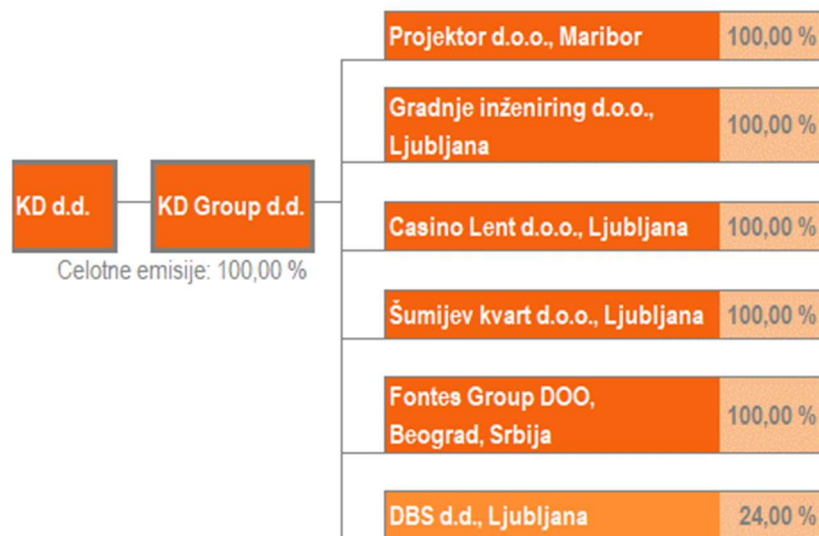 Projektor d.o.o., Maribor 100,00 %
Gradnje inženiring d.o.o.,
Ljubljana 100,00 %
KD d.d. KD Group d.d.
Celotne emisije: 100,00 %
Casino Lent d.o.o., Ljubljana 100,00 %
Šumijev kvart d.o.o., Ljubljana 100,00 %
Fontes Group DOO,
Beograd, Srbija 100,00 %
DBS d.d., Ljubljana 24,00 %